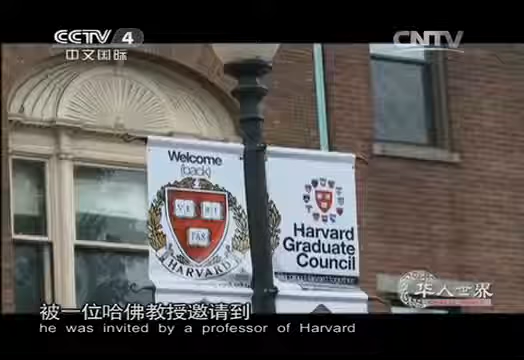 CCTV 4
中文国际
CNTV
Welcome
(back)
VE RI
TAS
HARVARD
Harvard
Graduate
Council
华人世界
被一位哈佛教授邀请到
he was invited by a professor of Harvard